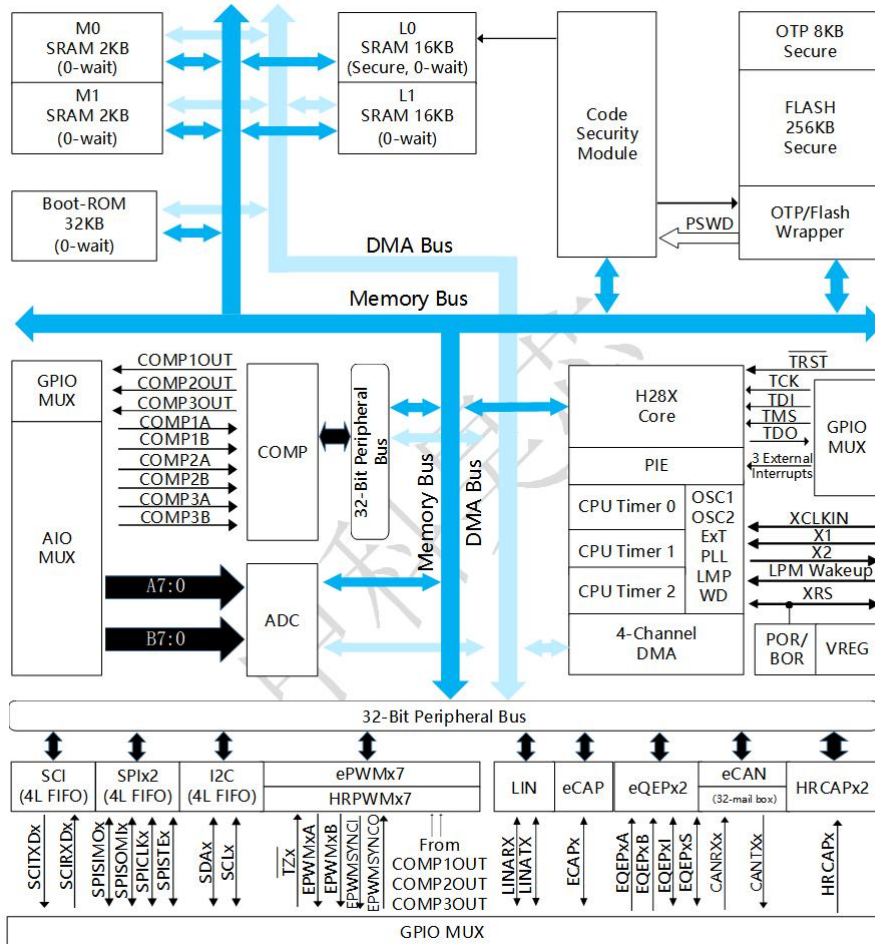 M0
SRAM 2KB
(0-wait)
M1
SRAM 2KB
(0-wait)
L0
SRAM 16KB
(Secure, 0-wait)
L1
SRAM 16KB
(0-wait)
Code
Security
Module
OTP 8KB
Secure
FLASH
256KB
Secure
OTP/Flash
Wrapper
PSWD
Boot-ROM
32KB
(0-wait)
DMA Bus
Memory Bus
GPIO
MUX
AIO
MUX
COMP1OUT
COMP2OUT
COMP3OUT
COMP1A
COMP1B
COMP2A
COMP2B
COMP3A
COMP3B
A7:0
B7:0
COMP
ADC
32-Bit Peripheral
Bus
Memory Bus
DMA Bus
H28X
Core
PIE
CPU Timer 0
CPU Timer 1
CPU Timer 2
OSC1
OSC2
ExT
PLL
LMP
WD
4-Channel
DMA
TRST
TCK
TDI
TMS
TDO
3 External
Interrupts
GPIO
MUX
XCLKIN
X1
X2
LPM Wakeup
XRS
POR/
BOR
VREG
32-Bit Peripheral Bus
SCI
(4L FIFO)
SPIx2
(4L FIFO)
I2C
(4L FIFO)
ePWMx7
HRPWMx7
LIN
eCAP
eQEPx2
eCAN
(32-mail box)
HRCAPx2
SCITXDx
SCIRXDx
SPISIMOx
SPISOMIx
SPICLKx
SPISTEx
SDAx
SCLx
TZx
EPWMxA
EPWMxB
EPWMSYNCI
EPWMSYNCO
From
COMP1OUT
COMP2OUT
COMP3OUT
LINARX
LINATX
ECAPx
EQEPxA
EQEPxB
EQEPxI
EQEPxS
CANRXx
CANTXx
HRCAPx
GPIO MUX